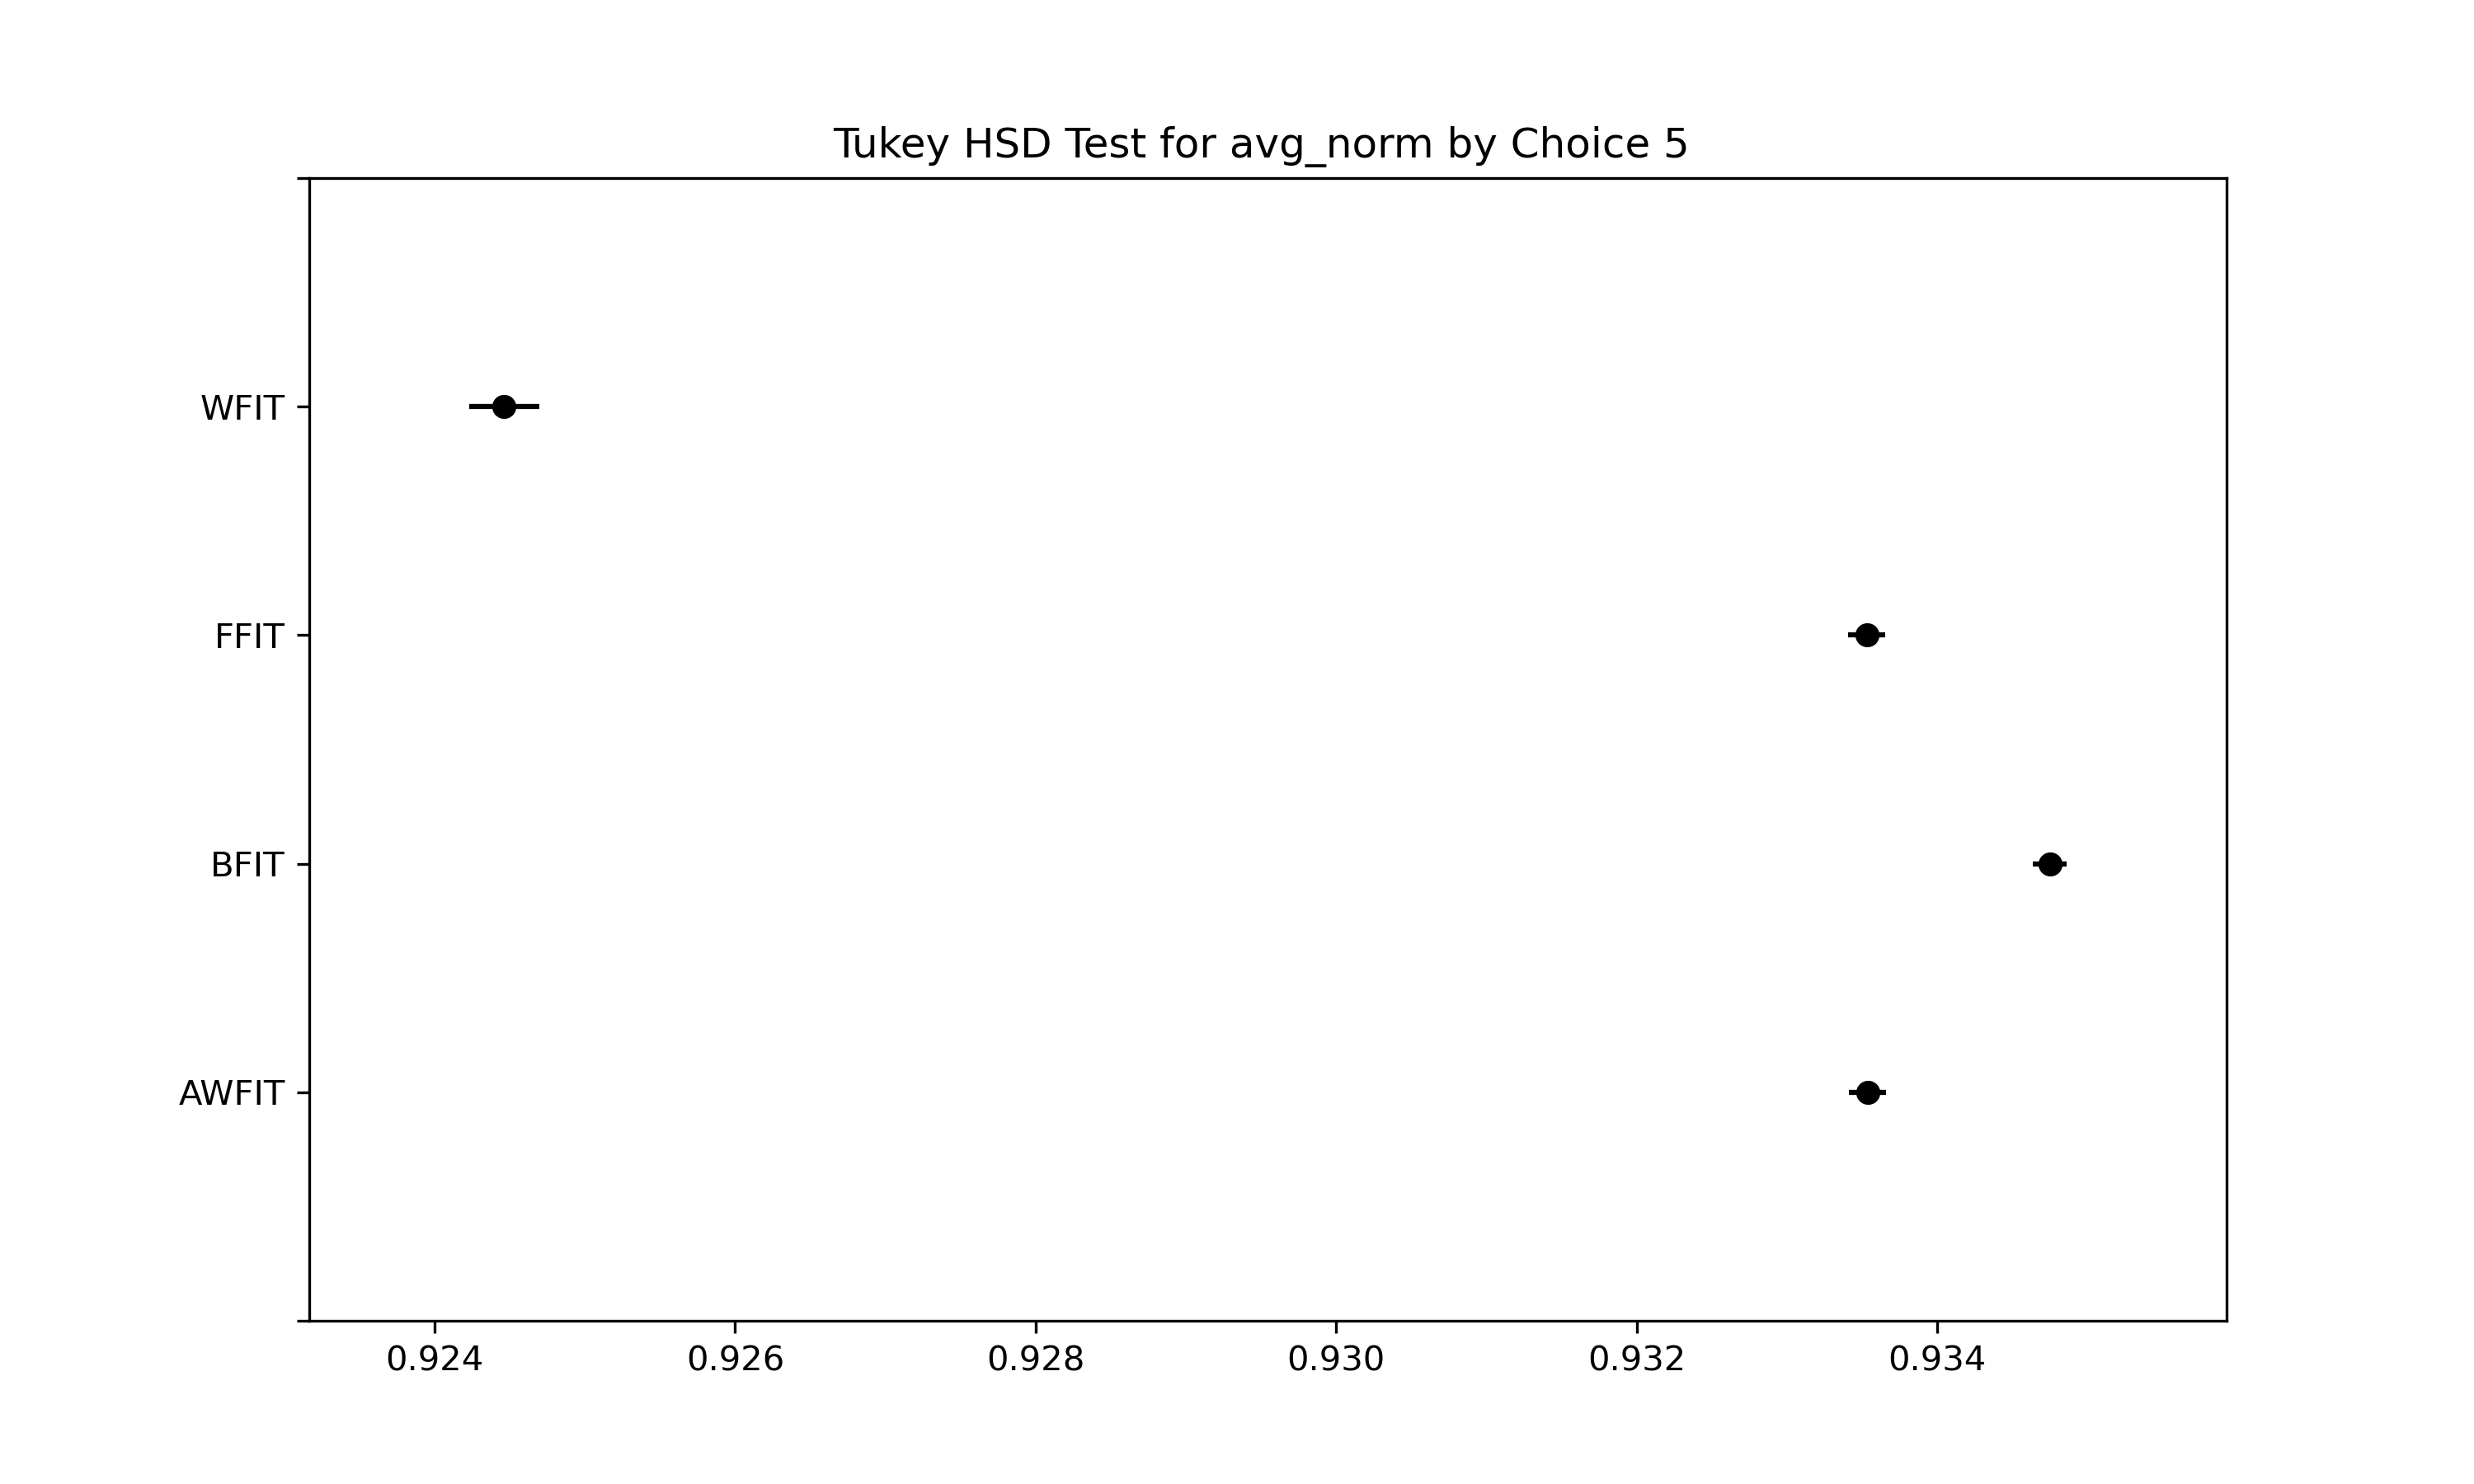 Tukey HSD Test for avg_norm by Choice 5
WFIT
FFIT
BFIT
AWFIT
0.924 0.926 0.928 0.930 0.932 0.934